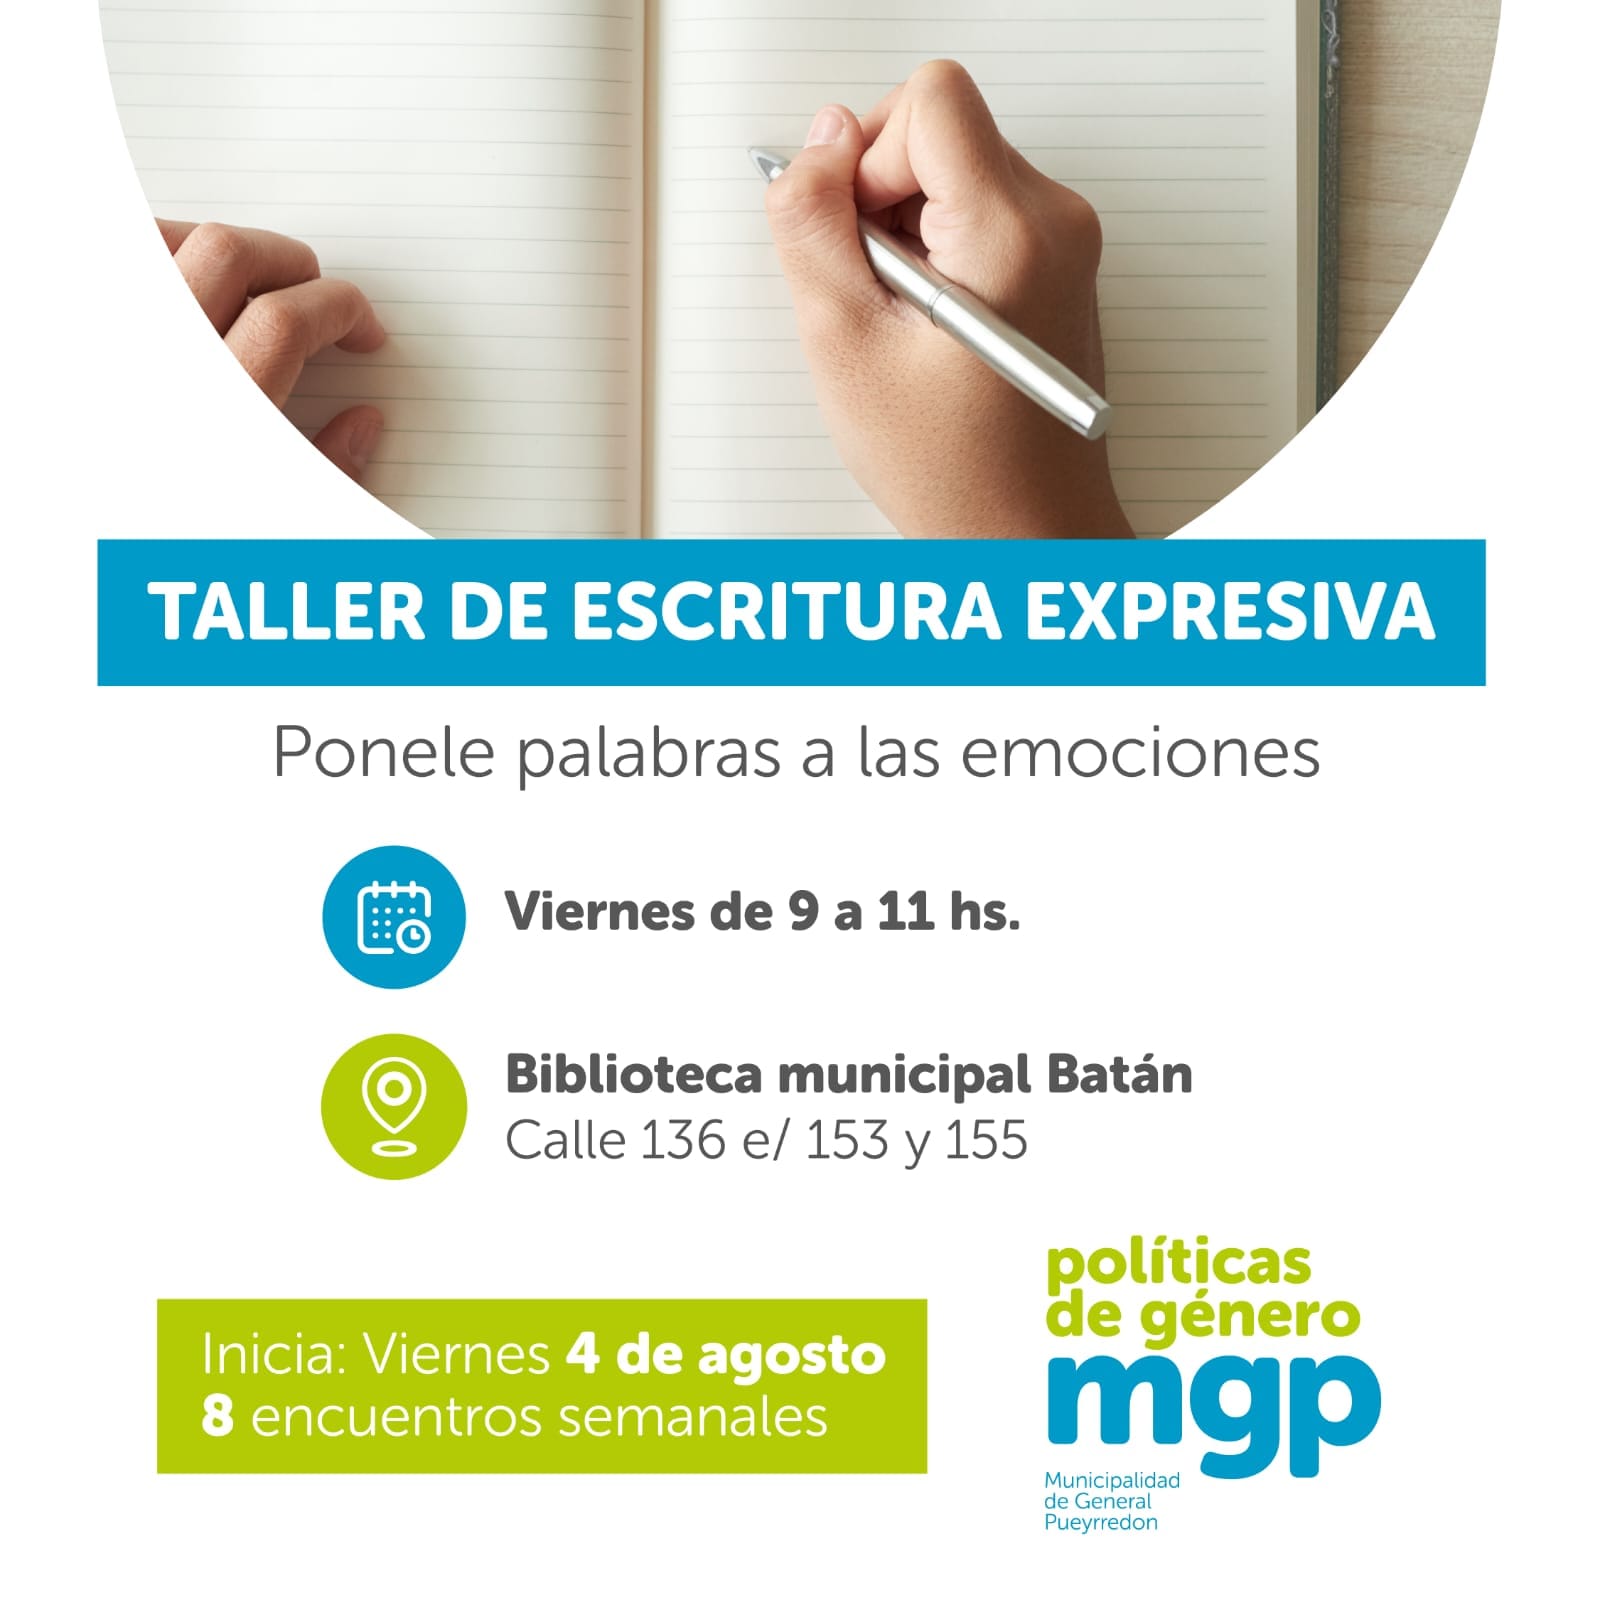 TALLER DE ESCRITURA EXPRESIVA
Ponele palabras a las emociones
Viernes de 9 a 11 hs.
Biblioteca municipal Batán
Calle 136 e/ 153 y 155
Inicia: Viernes 4 de agosto
8 encuentros semanales
políticas
de género
mgp
Municipalidad
de General
Pueyrredon